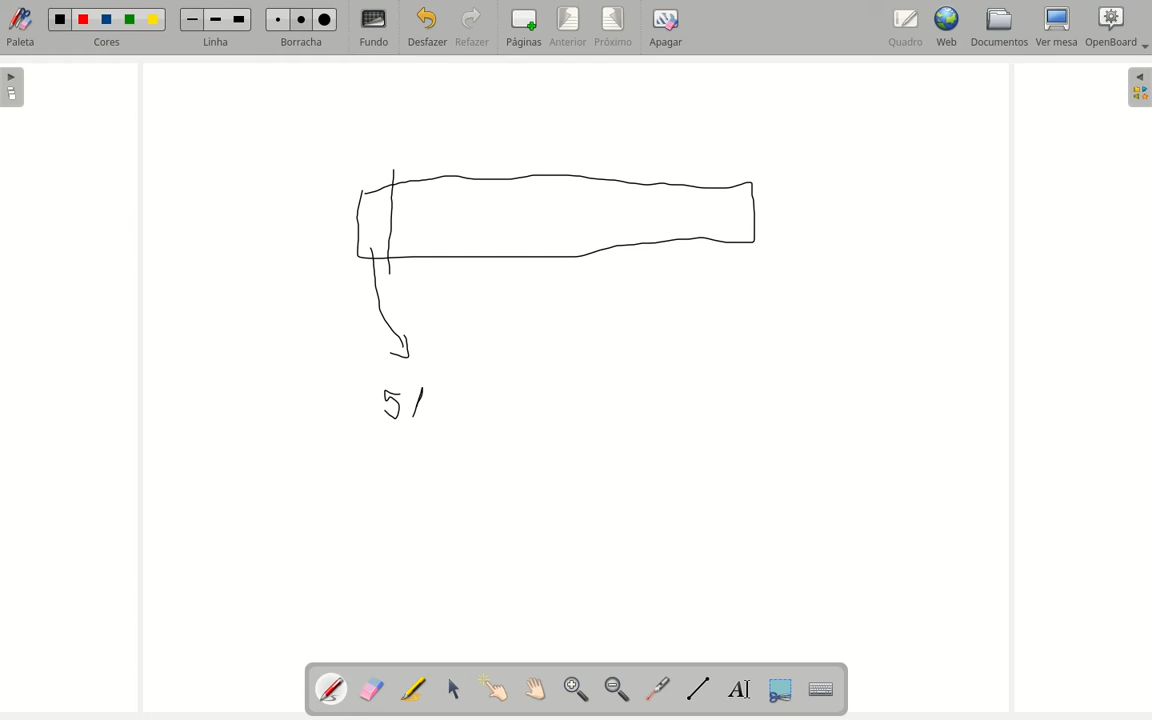 Paleta
Cores
Linha
Borracha
Fundo
Desfazer
Refazer
Páginas
Anterior
Próximo
Apagar
Quadro
Web
Documentos
Ver mesa
OpenBoard
5/